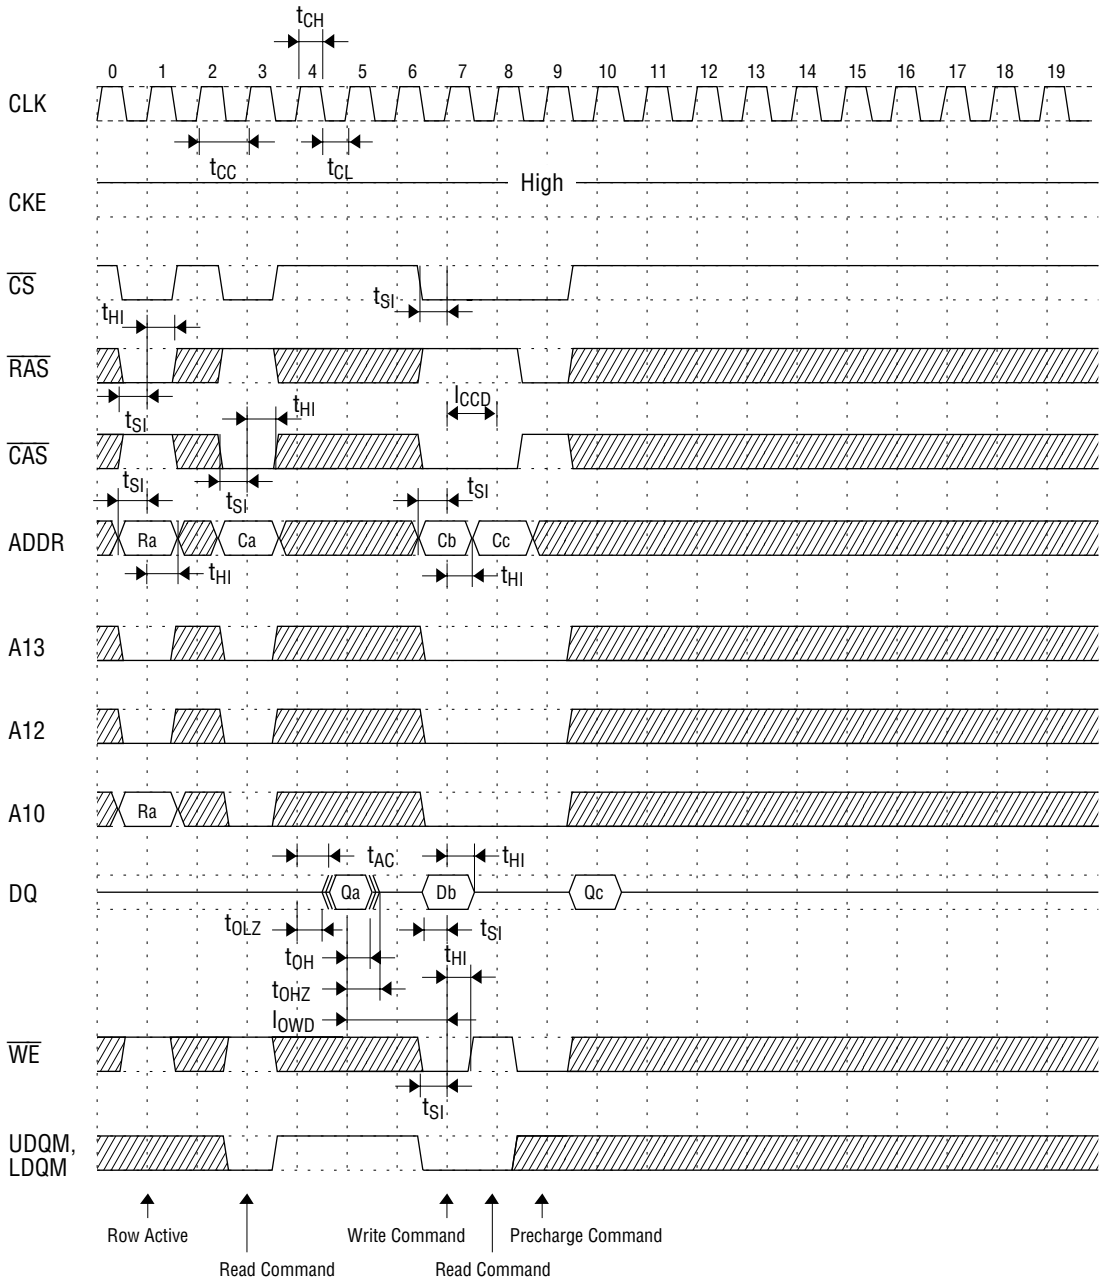 tCH
0 1 2 3 4 5 6 7 8 9 10 11 12 13 14 15 16 17 18 19
CLK
tCC tCL
High
CKE
CS
tSI
tHI
RAS
lCCD
tHI
tSI
CAS
tSI tSI tSI
ADDR Ra Ca Cb Cc
tHI tHI
A13
A12
A10 Ra
tAC tHI
DQ Qa Db Qc
tOLZ tSI
tOH tHI
tOHZ
lOWD
WE
tSI
UDQM,
LDQM
Row Active Write Command Precharge Command
Read Command Read Command